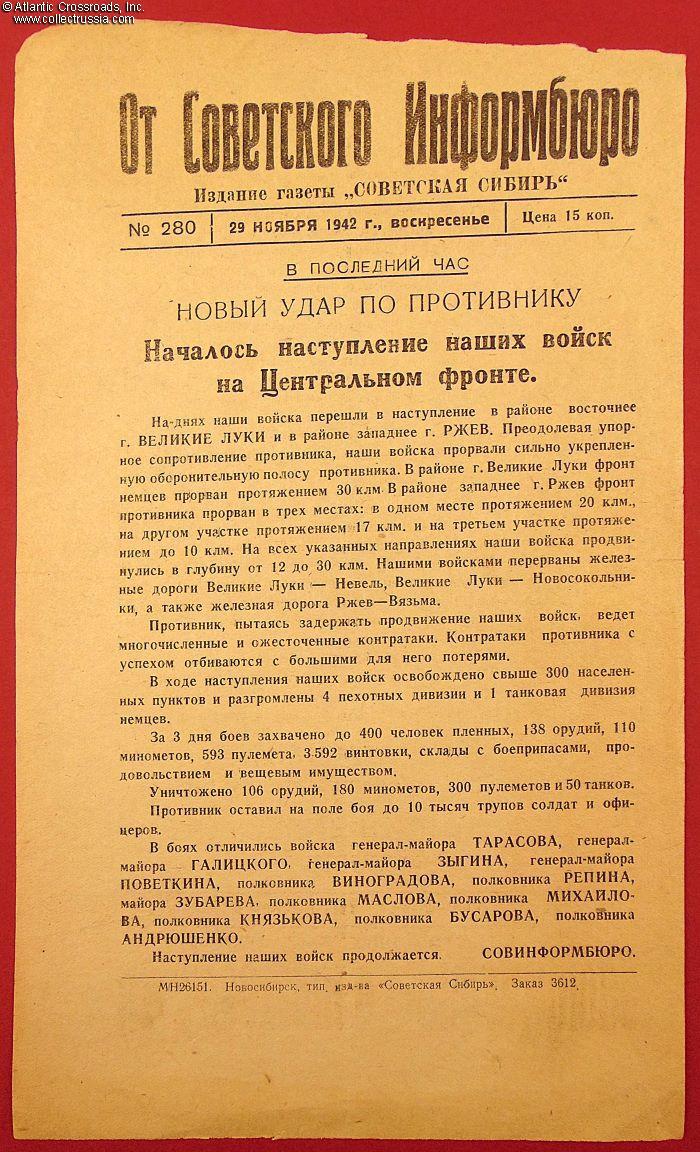 © Atlantic Crossroads, Inc.
www.collectrussia.com
От Советского Информбюро
Издание газеты „СОВЕТСКАЯ СИБИРЬ“
№ 280 29 НОЯБРЯ 1942 г., воскресенье Цена 15 коп.
В ПОСЛЕДНИЙ ЧАС
НОВЫЙ УДАР ПО ПРОТИВНИКУ
Началось наступление наших войск
на Центральном фронте.
На-днях наши войска перешли в наступление в районе восточнее
г. ВЕЛИКИЕ ЛУКИ и в районе западнее г. РЖЕВ. Преодолевая упор-
ное сопротивление противника, наши войска прорвали сильно укреплен-
ную оборонительную полосу противника. В районе г. Великие Луки фронт
немцев прорван протяжением 30 клм. В районе западнее г. Ржев фронт
противника прорван в трех местах: в одном месте протяжением 20 клм.,
на другом участке протяжением 17 клм. и на третьем участке протяже-
нием до 10 клм. На всех указанных направлениях наши войска продви-
нулись в глубину от 12 до 30 клм. Нашими войсками перерваны желез-
ные дороги Великие Луки — Невель, Великие Луки — Новосокольни-
ки, а также железная дорога Ржев—Вязьма.
Противник, пытаясь задержать продвижение наших войск, ведет
многочисленные и ожесточенные контратаки. Контратаки противника с
успехом отбиваются с большими для него потерями.
В ходе наступления наших войск освобождено свыше 300 населен-
ных пунктов и разгромлены 4 пехотных дивизии и 1 танковая дивизия
немцев.
За 3 дня боев захвачено до 400 человек пленных, 138 орудий, 110
минометов, 593 пулемета, 3.592 винтовки, склады с боеприпасами, про-
довольствием и вещевым имуществом.
Уничтожено 106 орудий, 180 минометов, 300 пулеметов и 50 танков.
Противник оставил на поле боя до 10 тысяч трупов солдат и офи-
церов.
В боях отличились войска генерал-майора ТАРАСОВА, генерал-
майора ГАЛИЦКОГО, генерал-майора ЗЫГИНА, генерал-майора
ПОВЕТКИНА, полковника ВИНОГРАДОВА, полковника РЕПИНА,
майора ЗУБАРЕВА, полковника МАСЛОВА, полковника МИХАЙЛО-
ВА, полковника КНЯЗЬКОВА, полковника БУСАРОВА, полковника
АНДРЮШЕНКО.
Наступление наших войск продолжается. СОВИНФОРМБЮРО.
МН26151. Новосибирск, тип. изд-ва «Советская Сибирь». Заказ 3612.